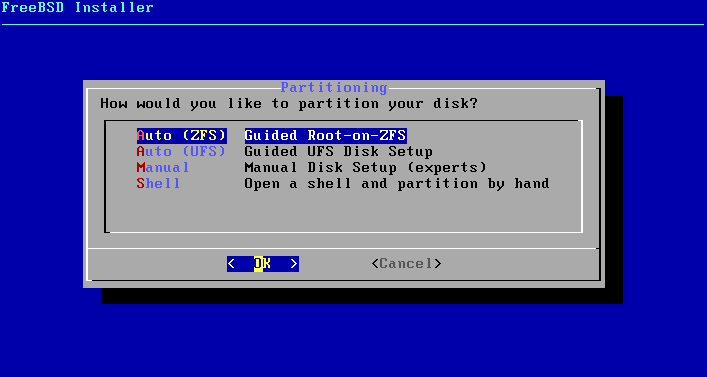 FreeBSD Installer
Partitioning
How would you like to partition your disk?
Auto (ZFS) Guided Root-on-ZFS
Auto (UFS) Guided UFS Disk Setup
Manual Manual Disk Setup (experts)
Shell Open a shell and partition by hand
< OK > <Cancel>